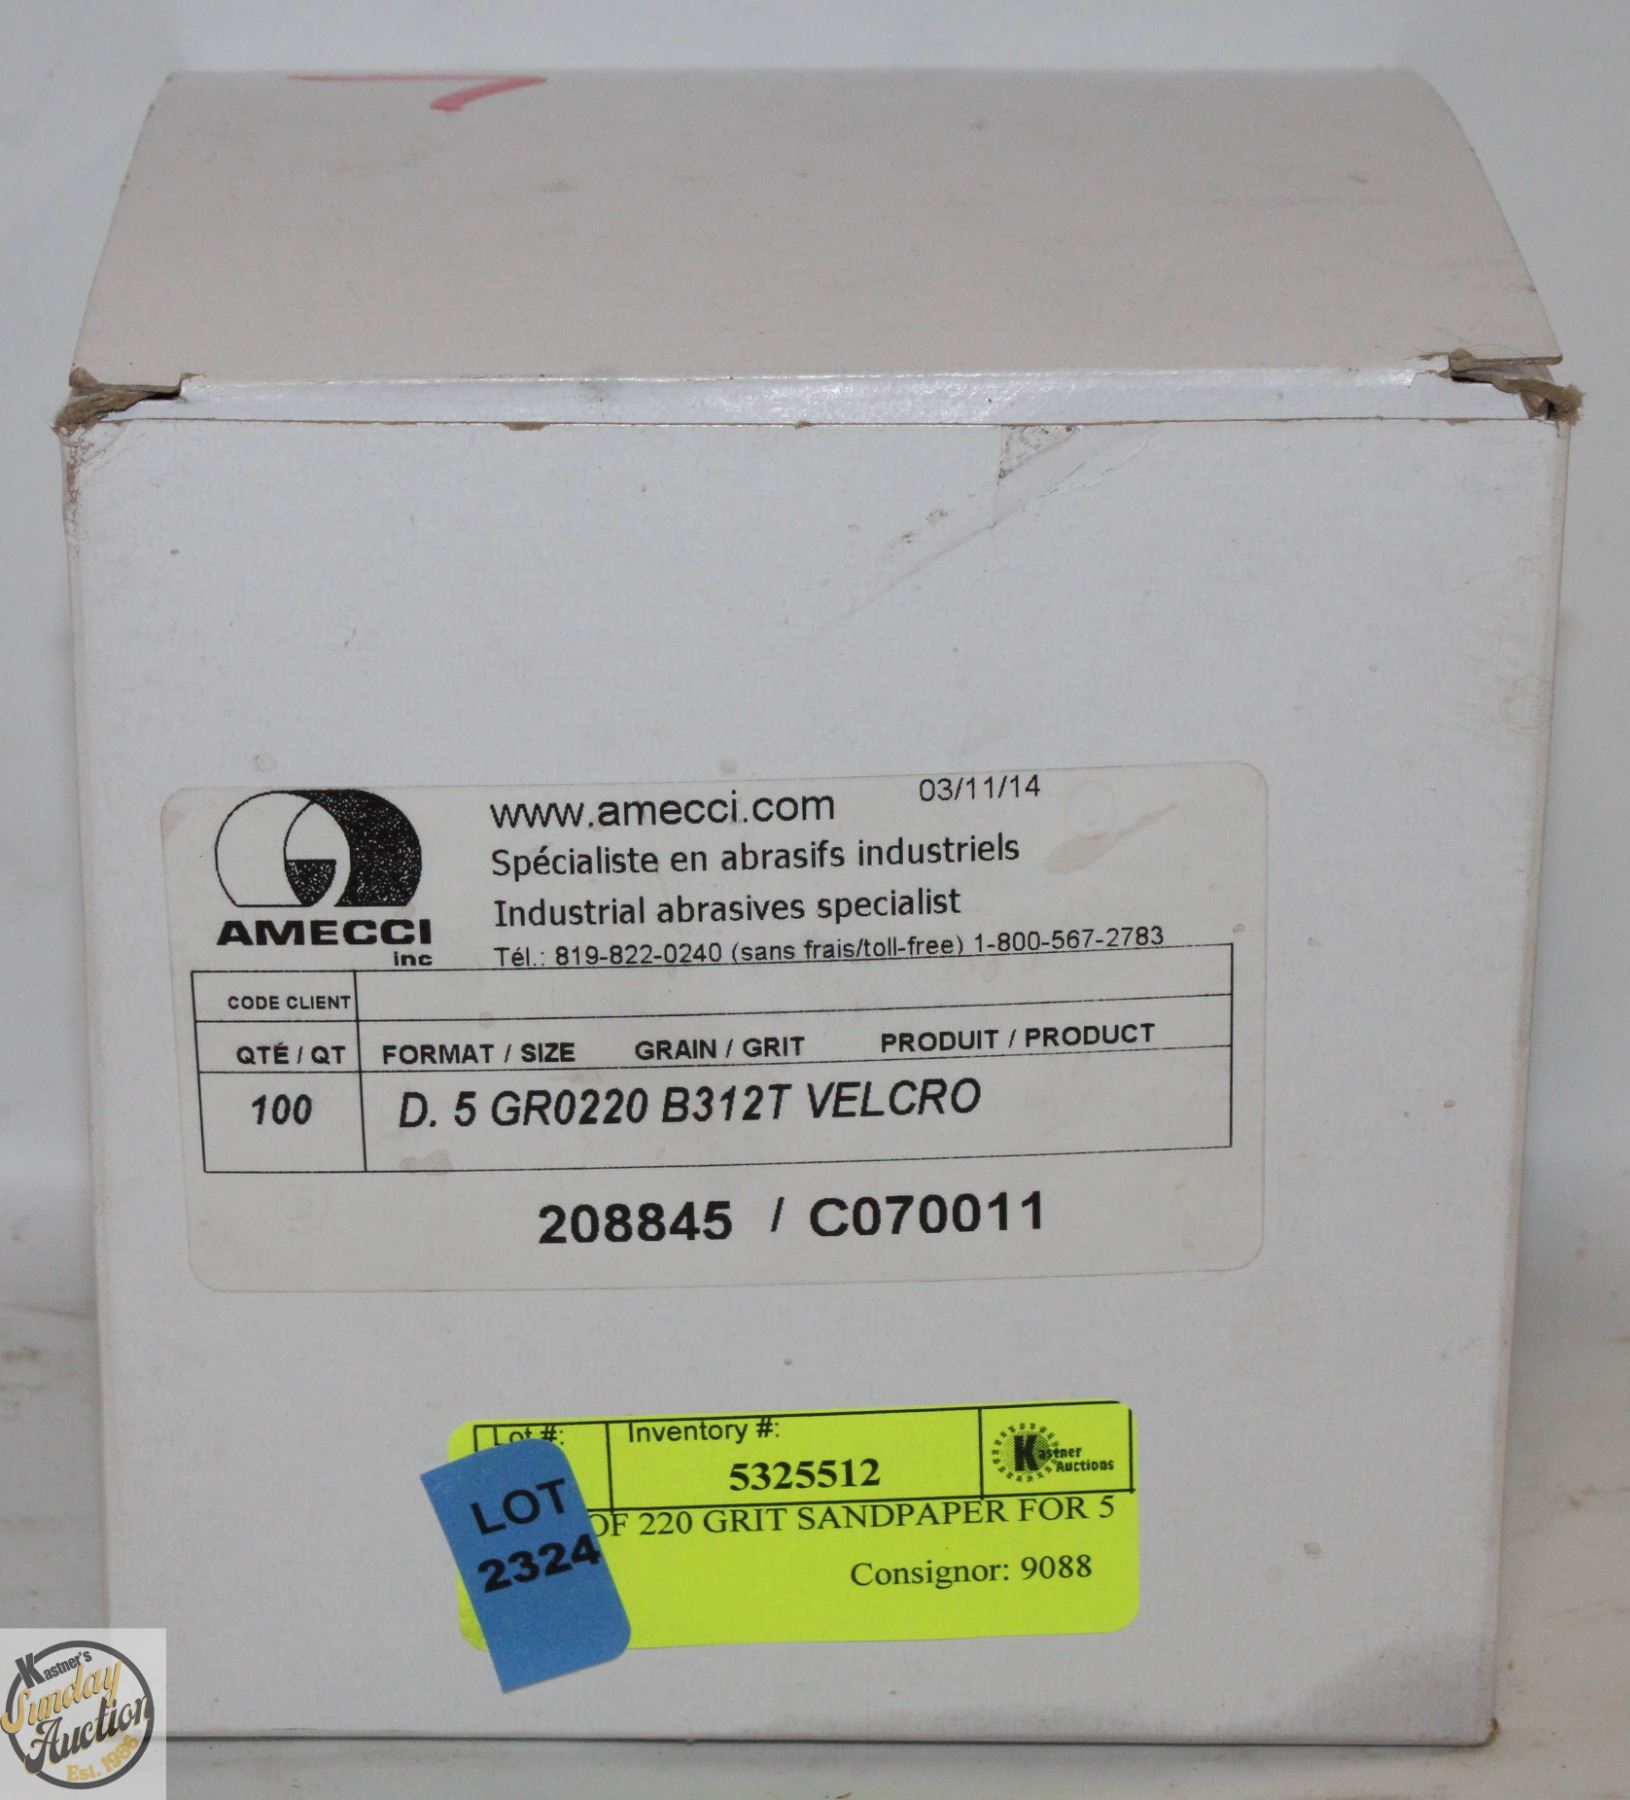 www.amecci.com 03/11/14
Spécialiste en abrasifs industriels
Industrial abrasives specialist
AMECCI
inc
Tél.: 819-822-0240 (sans frais/toll-free) 1-800-567-2783
CODE CLIENT
QTÉ / QT FORMAT / SIZE GRAIN / GRIT PRODUIT / PRODUCT
100 D. 5 GR0220 B312T VELCRO
208845 / C070011
Lot #: Inventory #:
5325512
Kastner
Auctions
LOT
2324
OF 220 GRIT SANDPAPER FOR 5
Consignor: 9088
Kastner's
Sunday
Auction
Est. 1986